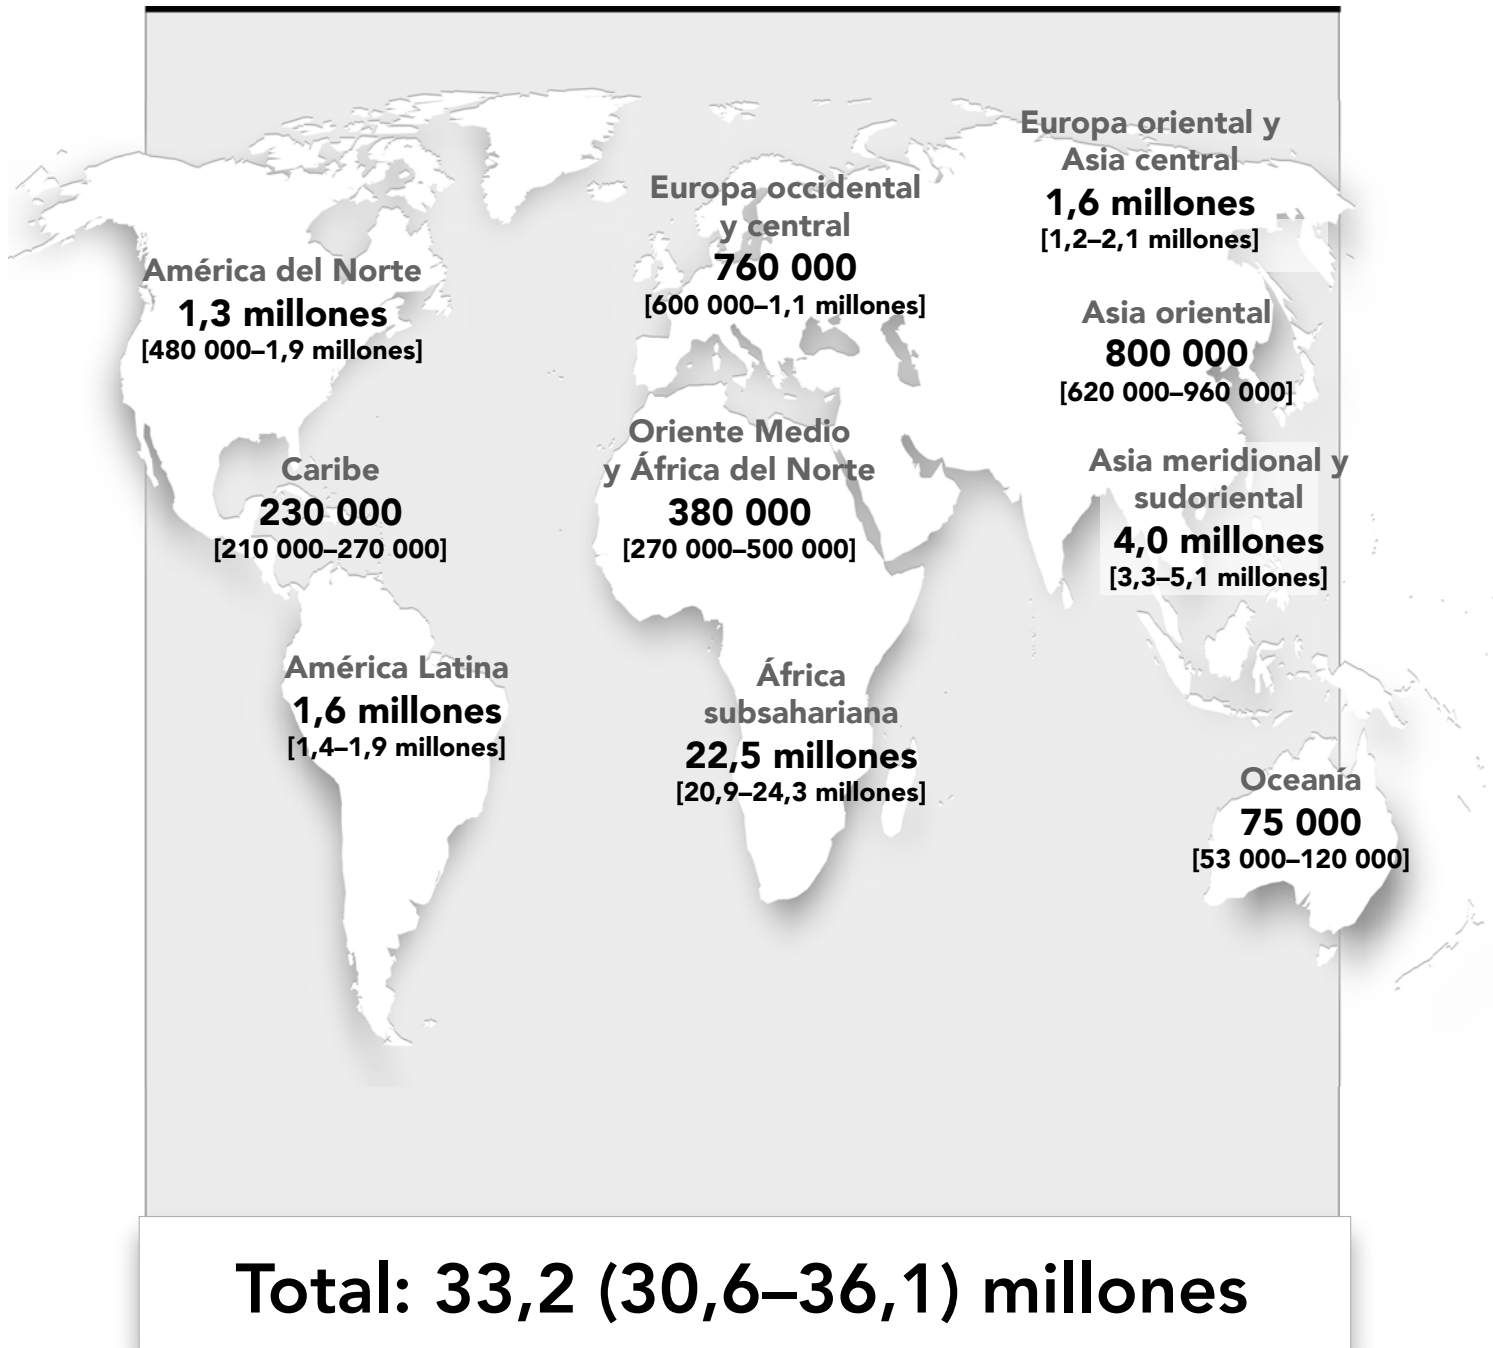 Europa oriental y
Asia central
1,6 millones
[1,2–2,1 millones]
Europa occidental
y central
760 000
[600 000–1,1 millones]
América del Norte
1,3 millones
[480 000–1,9 millones]
Asia oriental
800 000
[620 000–960 000]
Oriente Medio
y África del Norte
380 000
[270 000–500 000]
Caribe
230 000
[210 000–270 000]
Asia meridional y
sudoriental
4,0 millones
[3,3–5,1 millones]
América Latina
1,6 millones
[1,4–1,9 millones]
África
subsahariana
22,5 millones
[20,9–24,3 millones]
Oceanía
75 000
[53 000–120 000]
Total: 33,2 (30,6–36,1) millones